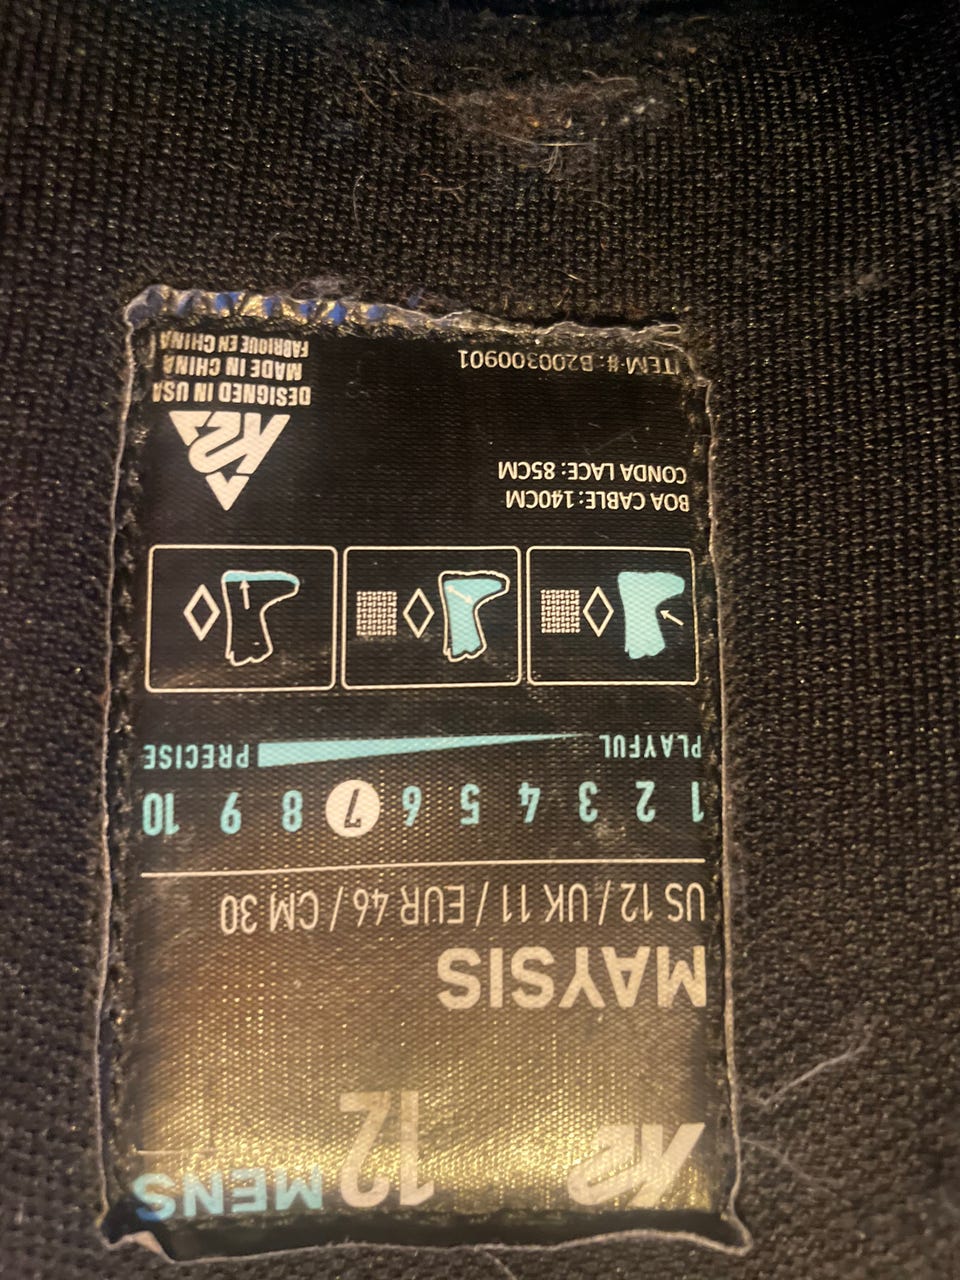 K2 12 MENS
MAYSIS
US 12 / UK 11 / EUR 46 / CM 30
1 2 3 4 5 6 7 8 9 10
PLAYFUL PRECISE
BOA CABLE: 140CM
CONDA LACE: 85CM
ITEM #: B200300901
K2
DESIGNED IN USA
MADE IN CHINA
FABRIQUE EN CHINA